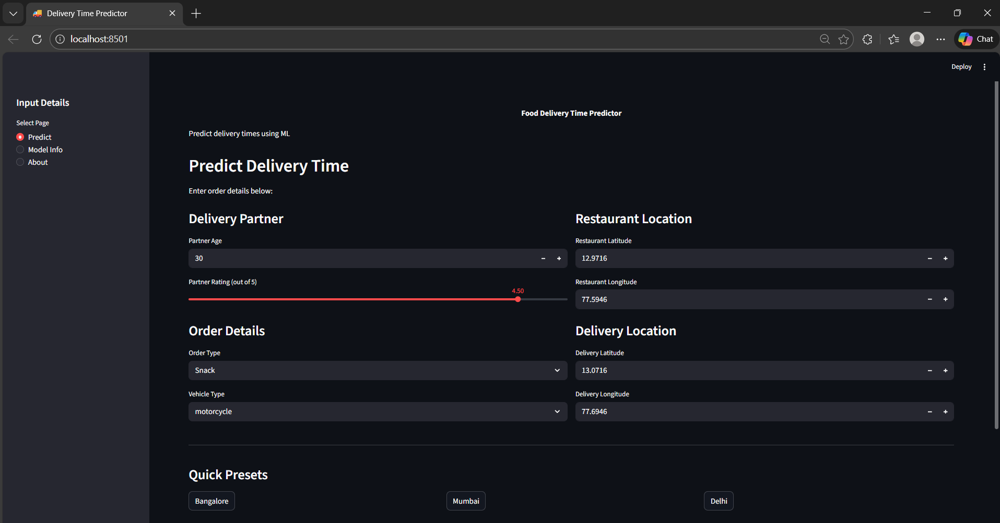 Delivery Time Predictor
localhost:8501
Chat
Deploy
Input Details
Select Page
Predict
Model Info
About
Food Delivery Time Predictor
Predict delivery times using ML
Predict Delivery Time
Enter order details below:
Delivery Partner
Partner Age
30
Partner Rating (out of 5)
4.50
Restaurant Location
Restaurant Latitude
12.9716
Restaurant Longitude
77.5946
Order Details
Order Type
Snack
Vehicle Type
motorcycle
Delivery Location
Delivery Latitude
13.0716
Delivery Longitude
77.6946
Quick Presets
Bangalore
Mumbai
Delhi